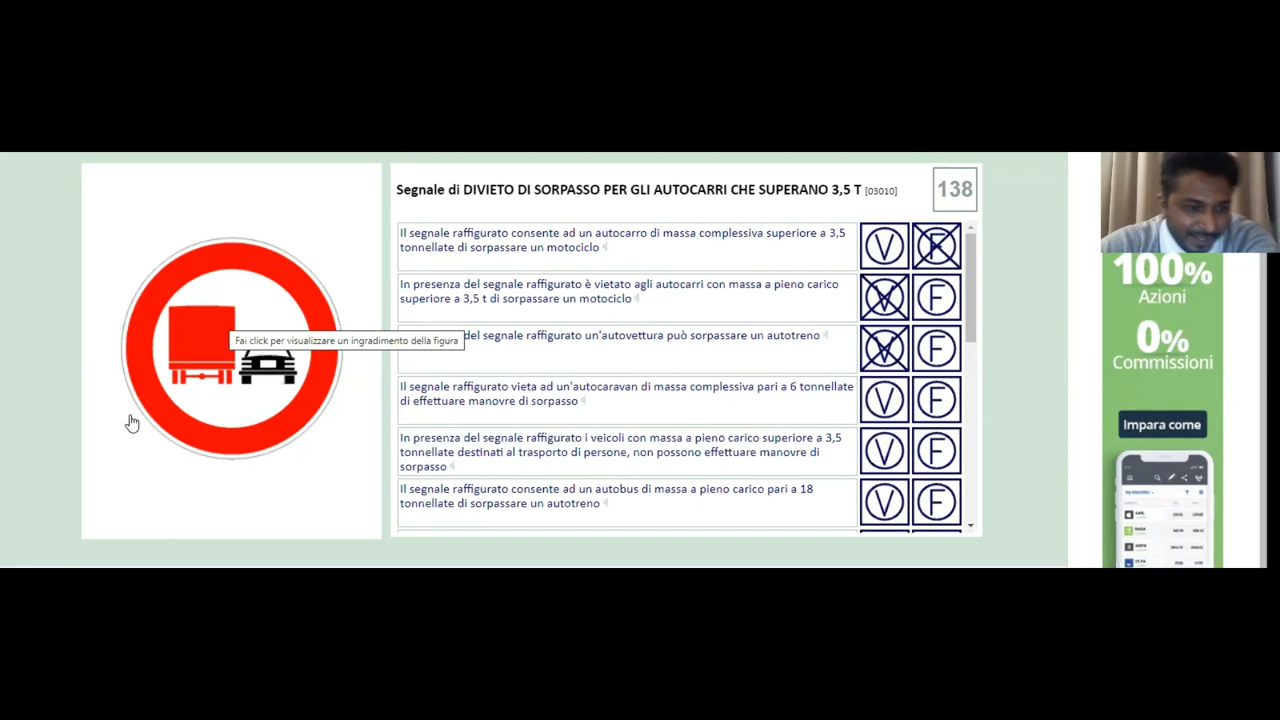 Segnale di DIVIETO DI SORPASSO PER GLI AUTOCARRI CHE SUPERANO 3,5 T [03010]
138
Il segnale raffigurato consente ad un autocarro di massa complessiva superiore a 3,5
tonnellate di sorpassare un motociclo
V F
In presenza del segnale raffigurato è vietato agli autocarri con massa a pieno carico
superiore a 3,5 t di sorpassare un motociclo
V F
Fai click per visualizzare un ingradimento della figura
del segnale raffigurato un'autovettura può sorpassare un autotreno
V F
Il segnale raffigurato vieta ad un'autocaravan di massa complessiva pari a 6 tonnellate
di effettuare manovre di sorpasso
V F
In presenza del segnale raffigurato i veicoli con massa a pieno carico superiore a 3,5
tonnellate destinati al trasporto di persone, non possono effettuare manovre di
sorpasso
V F
Il segnale raffigurato consente ad un autobus di massa a pieno carico pari a 18
tonnellate di sorpassare un autotreno
V F
100%
Azioni
0%
Commissioni
Impara come